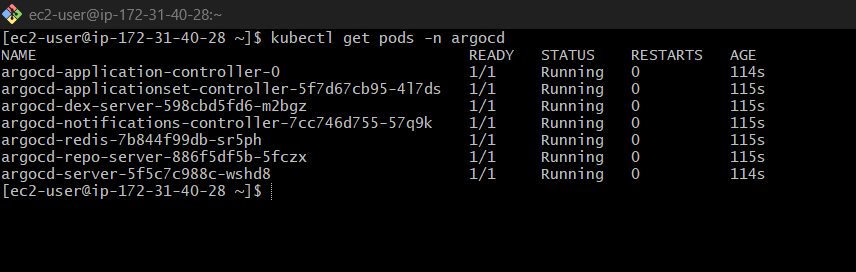 ec2-user@ip-172-31-40-28:~
[ec2-user@ip-172-31-40-28 ~]$ kubectl get pods -n argocd
NAME READY STATUS RESTARTS AGE
argocd-application-controller-0 1/1 Running 0 114s
argocd-applicationset-controller-5f7d67cb95-4l7ds 1/1 Running 0 115s
argocd-dex-server-598cbd5fd6-m2bgz 1/1 Running 0 115s
argocd-notifications-controller-7cc746d755-57q9k 1/1 Running 0 115s
argocd-redis-7b844f99db-sr5ph 1/1 Running 0 115s
argocd-repo-server-886f5df5b-5fczx 1/1 Running 0 115s
argocd-server-5f5c7c988c-wshd8 1/1 Running 0 114s
[ec2-user@ip-172-31-40-28 ~]$